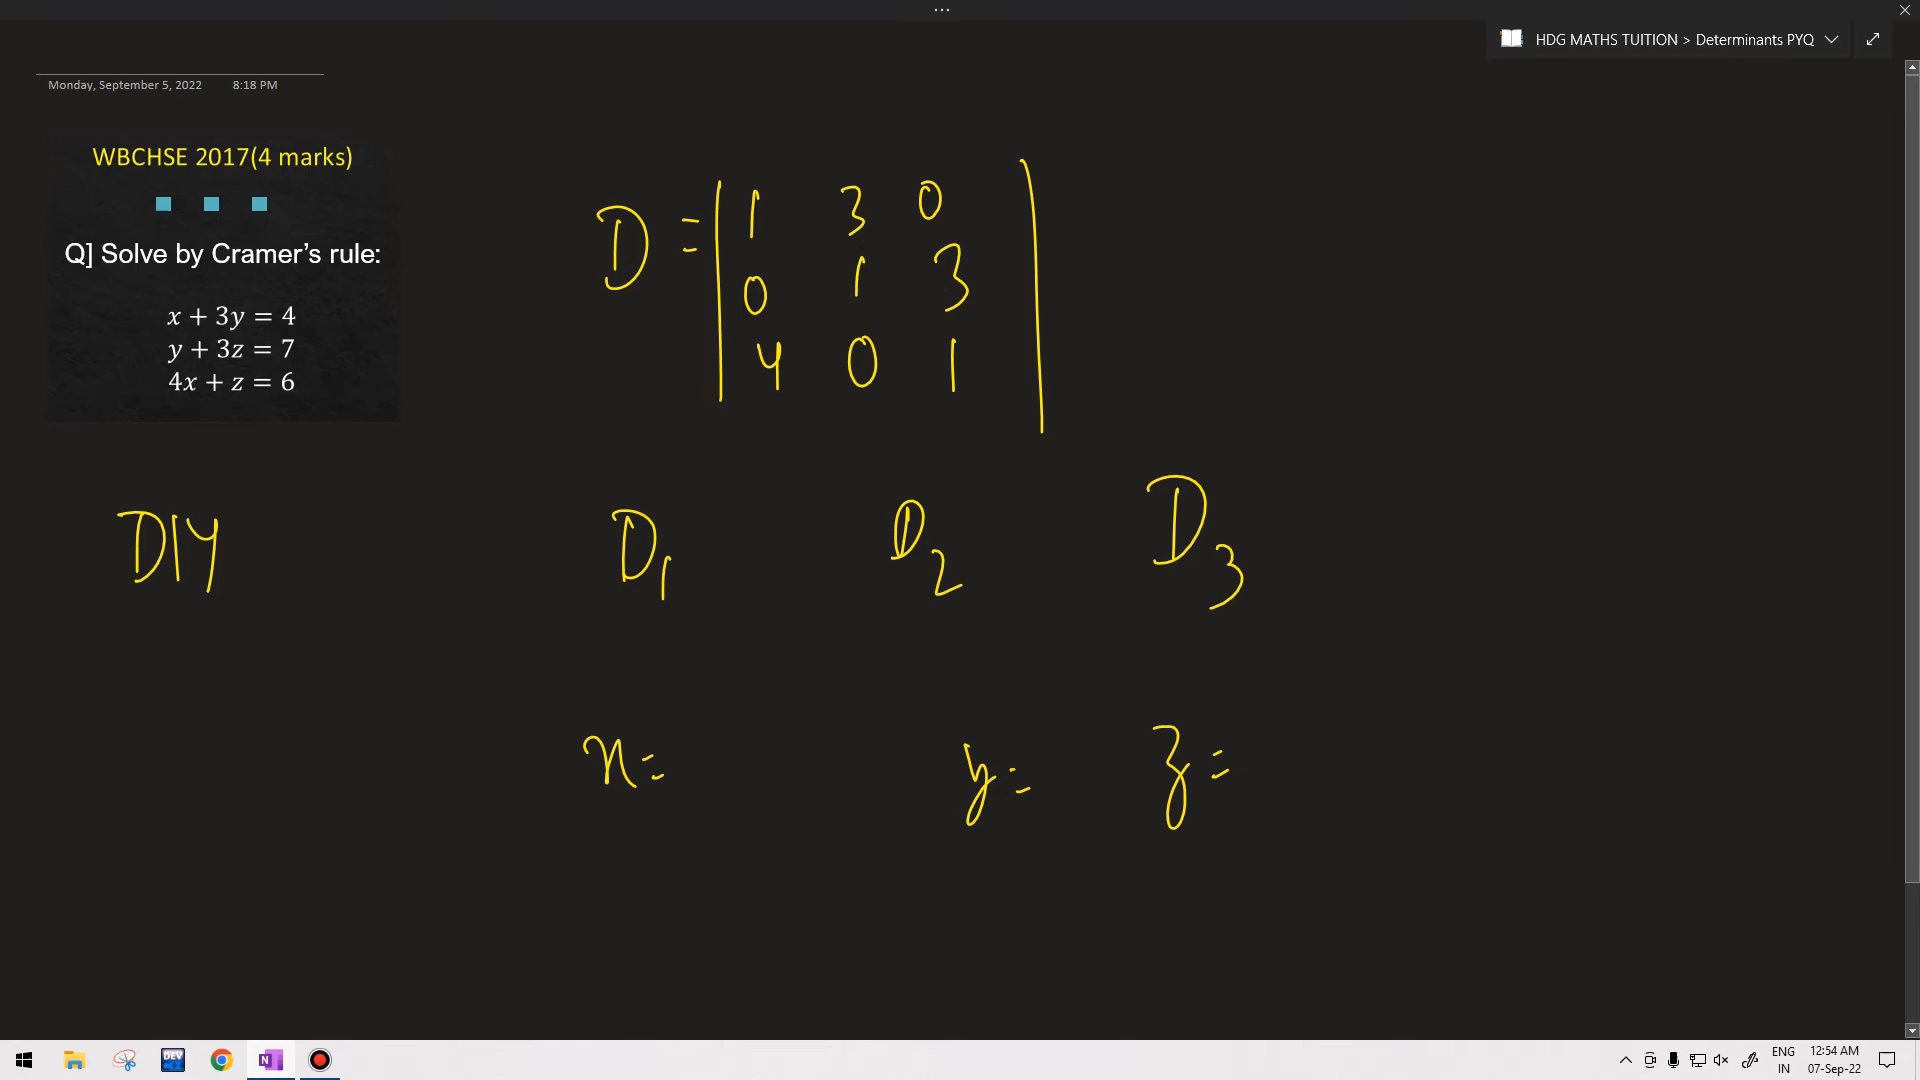 ...
HDG MATHS TUITION > Determinants PYQ
Monday, September 5, 2022 8:18 PM
WBCHSE 2017(4 marks)
Q] Solve by Cramer’s rule:
x + 3y = 4
y + 3z = 7
4x + z = 6
D = | 1 3 0 |
| 0 1 3 |
| 4 0 1 |
DIY
D₁ D₂ D₃
x = y = z =
DEV
N
ENG
IN
12:54 AM
07-Sep-22